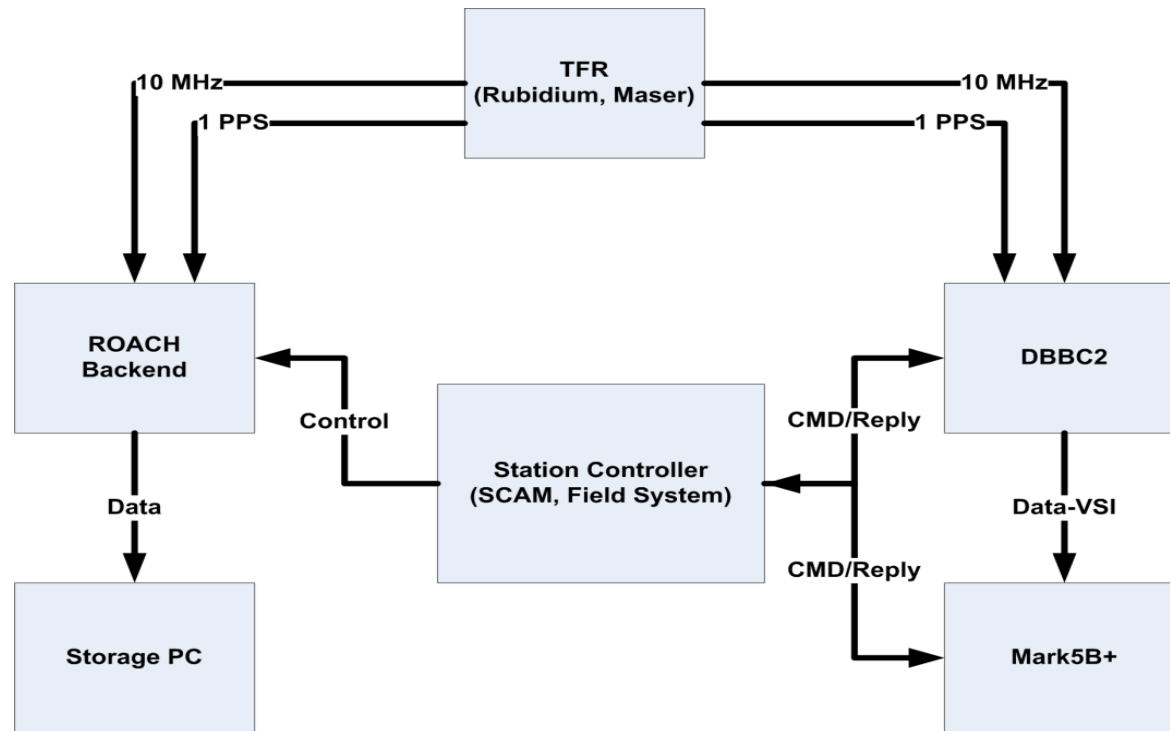 TFR
(Rubidium, Maser)
10 MHz
10 MHz
1 PPS
1 PPS
ROACH
Backend
DBBC2
Control
CMD/Reply
Station Controller
(SCAM, Field System)
Data
Data-VSI
CMD/Reply
Storage PC
Mark5B+